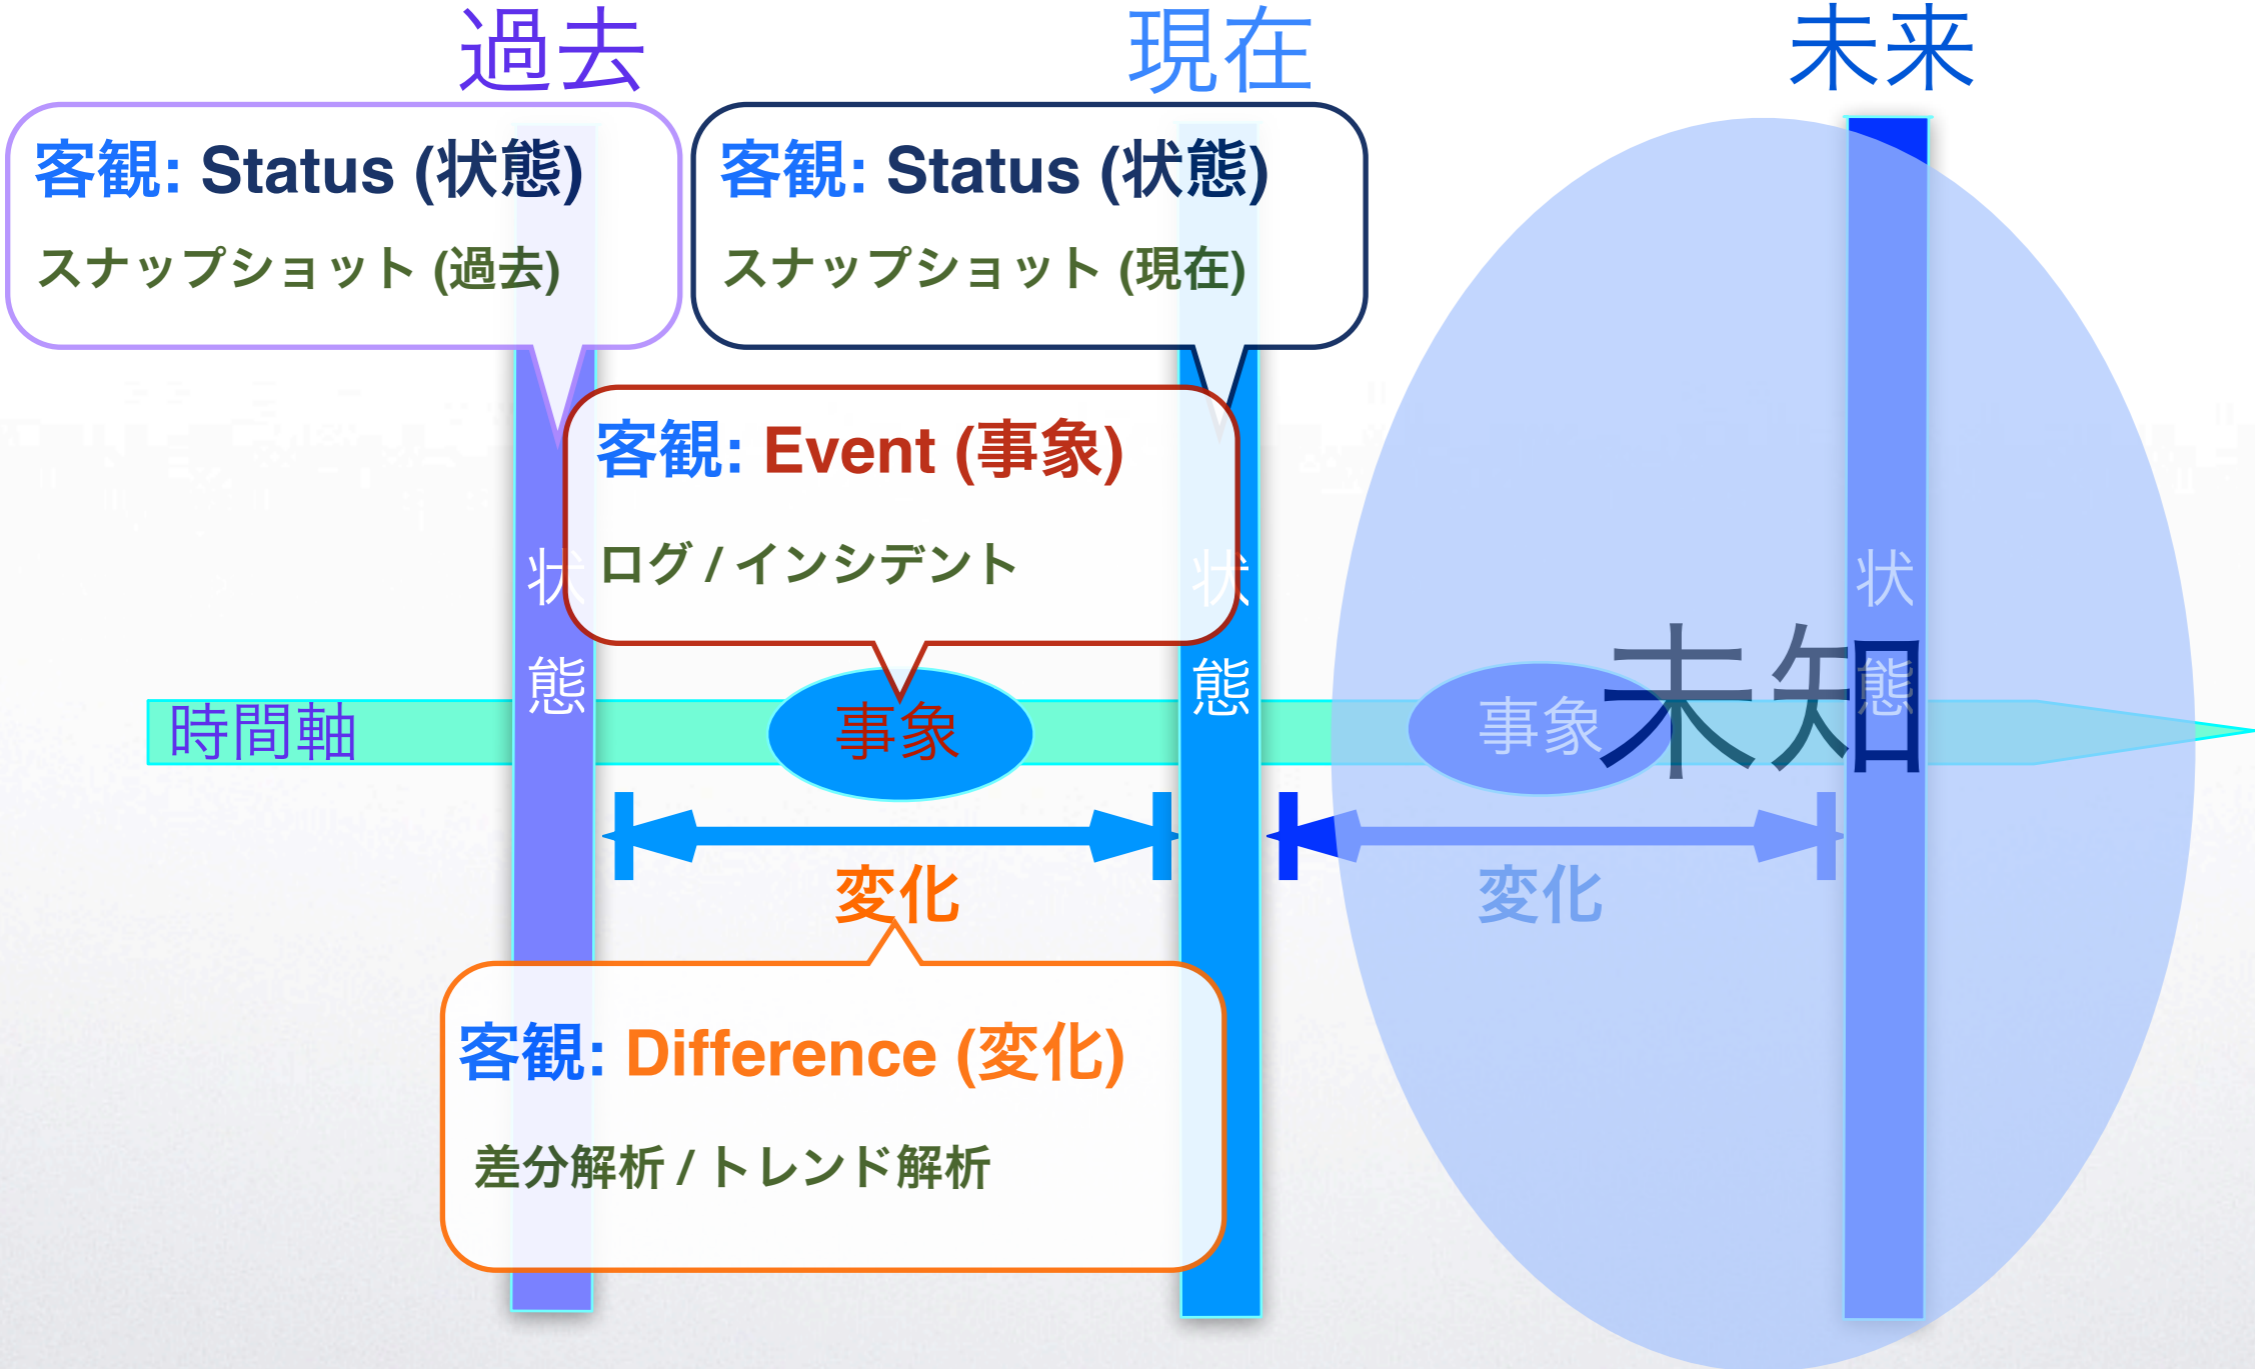 過去
現在
未来
客観: Status (状態)
スナップショット (過去)
客観: Status (状態)
スナップショット (現在)
客観: Event (事象)
ログ / インシデント
状態
状態
状態
時間軸
事象
事象
未知
変化
変化
客観: Difference (変化)
差分解析 / トレンド解析